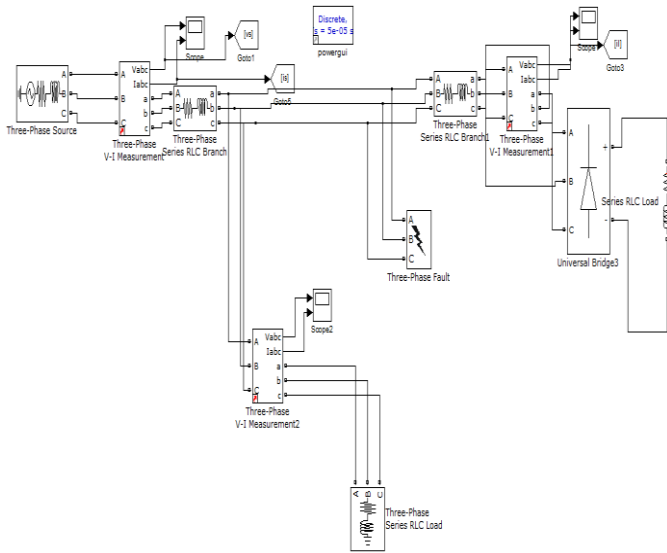 Discrete,
s = 5e-05 s
powergui
[vs]
Goto1
Scope
[is]
Goto5
Scope
[il]
Goto3
A
B
C
Three-Phase Source
A
B
C
Vabc
Iabc
a
b
c
Three-Phase
V-I Measurement
A
B
C
a
b
c
Three-Phase
Series RLC Branch
A
B
C
a
b
c
Three-Phase
Series RLC Branch1
A
B
C
Vabc
Iabc
a
b
c
Three-Phase
V-I Measurement1
A
B
C
+
-
Universal Bridge3
Series RLC Load
A
B
C
Three-Phase Fault
Scope2
A
B
C
Vabc
Iabc
a
b
c
Three-Phase
V-I Measurement2
A
B
C
Three-Phase
Series RLC Load